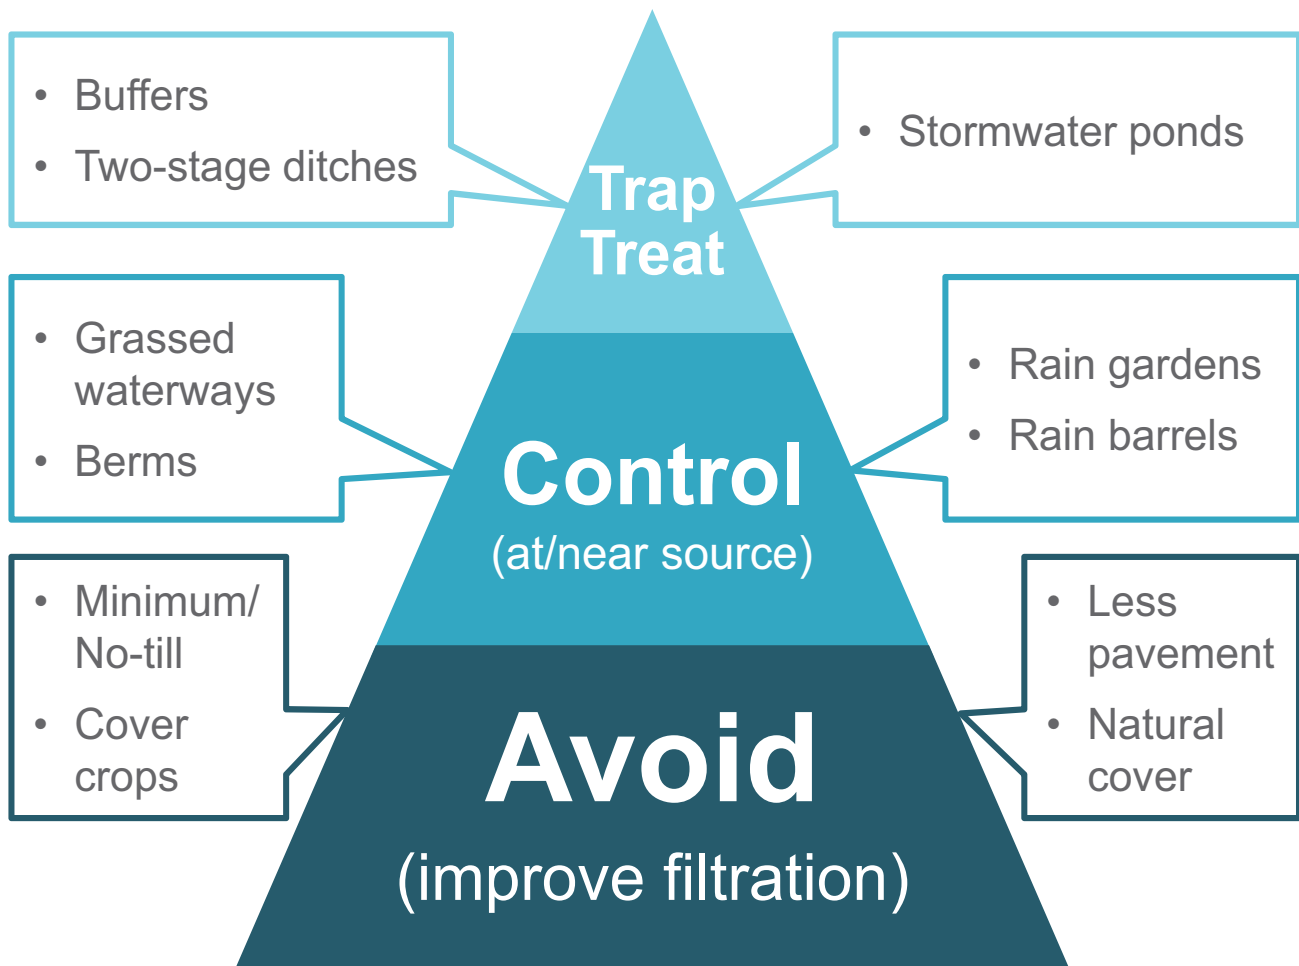 • Buffers
• Two-stage ditches
Trap
Treat
• Stormwater ponds
• Grassed
waterways
• Berms
Control
(at/near source)
• Rain gardens
• Rain barrels
• Minimum/
No-till
• Cover
crops
Avoid
(improve filtration)
• Less
pavement
• Natural
cover